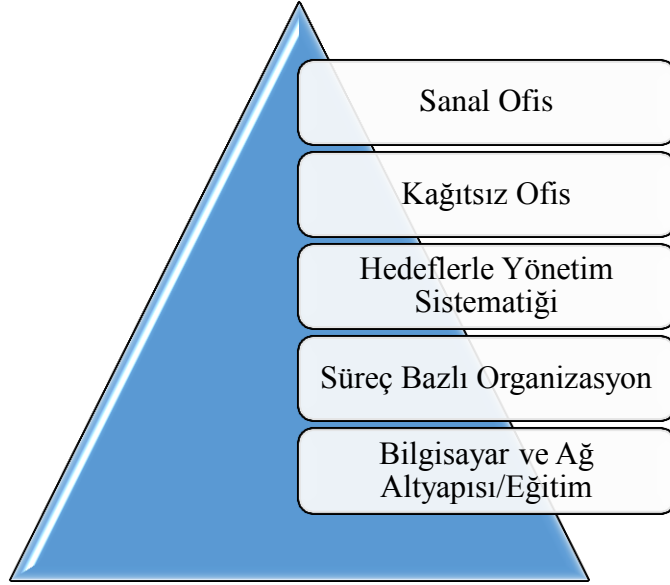 Sanal Ofis
Kağıtsız Ofis
Hedeflerle Yönetim
Sistematiği
Süreç Bazlı Organizasyon
Bilgisayar ve Ağ
Altyapısı/Eğitim